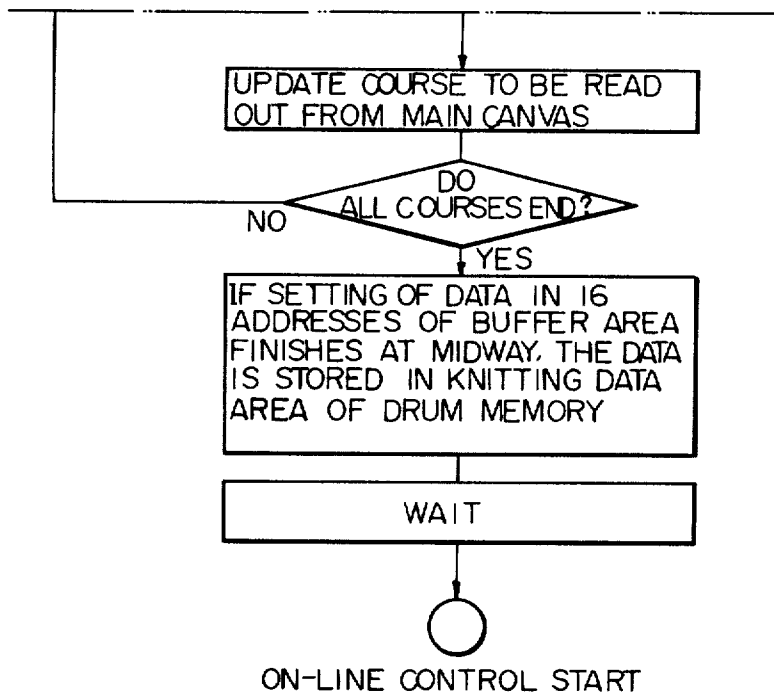 UPDATE COURSE TO BE READ
OUT FROM MAIN CANVAS
DO
ALL COURSES END?
NO
YES
IF SETTING OF DATA IN 16
ADDRESSES OF BUFFER AREA
FINISHES AT MIDWAY, THE DATA
IS STORED IN KNITTING DATA
AREA OF DRUM MEMORY
WAIT
ON-LINE CONTROL START